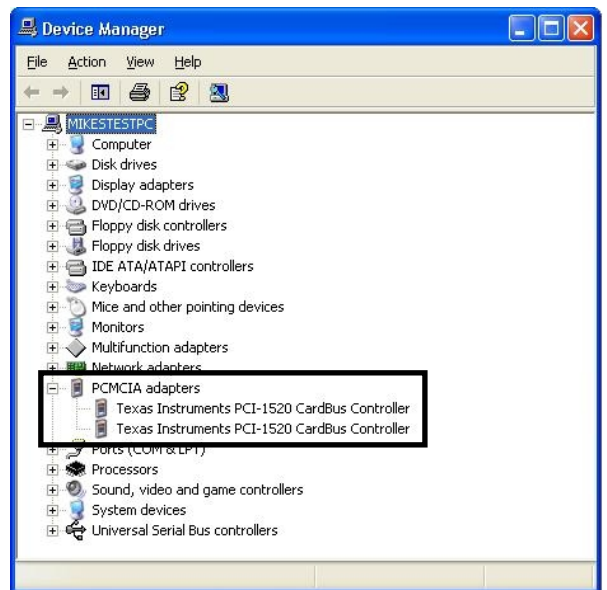 Device Manager
File Action View Help
MIKESTESTPC
Computer
Disk drives
Display adapters
DVD/CD-ROM drives
Floppy disk controllers
Floppy disk drives
IDE ATA/ATAPI controllers
Keyboards
Mice and other pointing devices
Monitors
Multifunction adapters
Network adapters
PCMCIA adapters
Texas Instruments PCI-1520 CardBus Controller
Texas Instruments PCI-1520 CardBus Controller
Ports (COM & LPT)
Processors
Sound, video and game controllers
System devices
Universal Serial Bus controllers